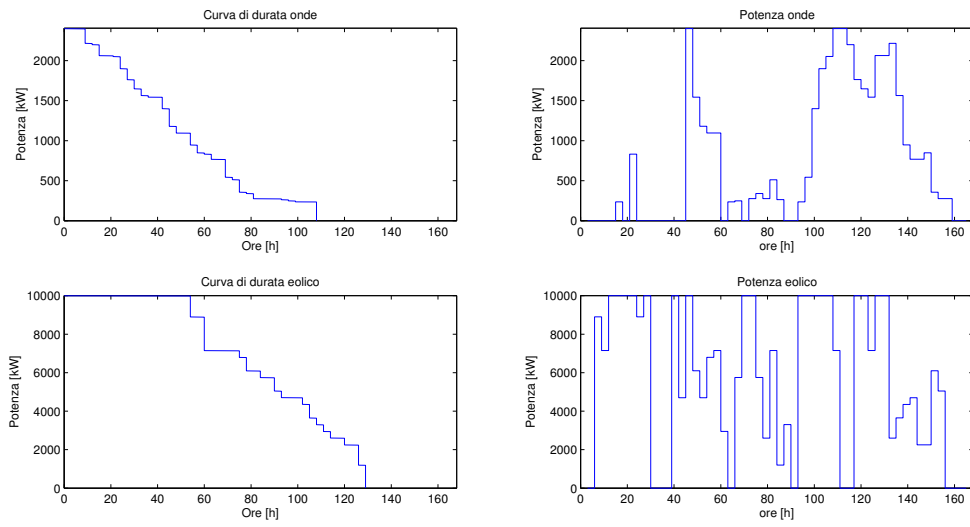 Curva di durata onde
Potenza [kW]
2000
1500
1000
500
0
0 20 40 60 80 100 120 140 160
Ore [h]
Potenza onde
Potenza [kW]
2000
1500
1000
500
0
20 40 60 80 100 120 140 160
ore [h]
Curva di durata eolico
Potenza [kW]
10000
8000
6000
4000
2000
0
0 20 40 60 80 100 120 140 160
Ore [h]
Potenza eolico
Potenza [kW]
10000
8000
6000
4000
2000
0
20 40 60 80 100 120 140 160
ore [h]